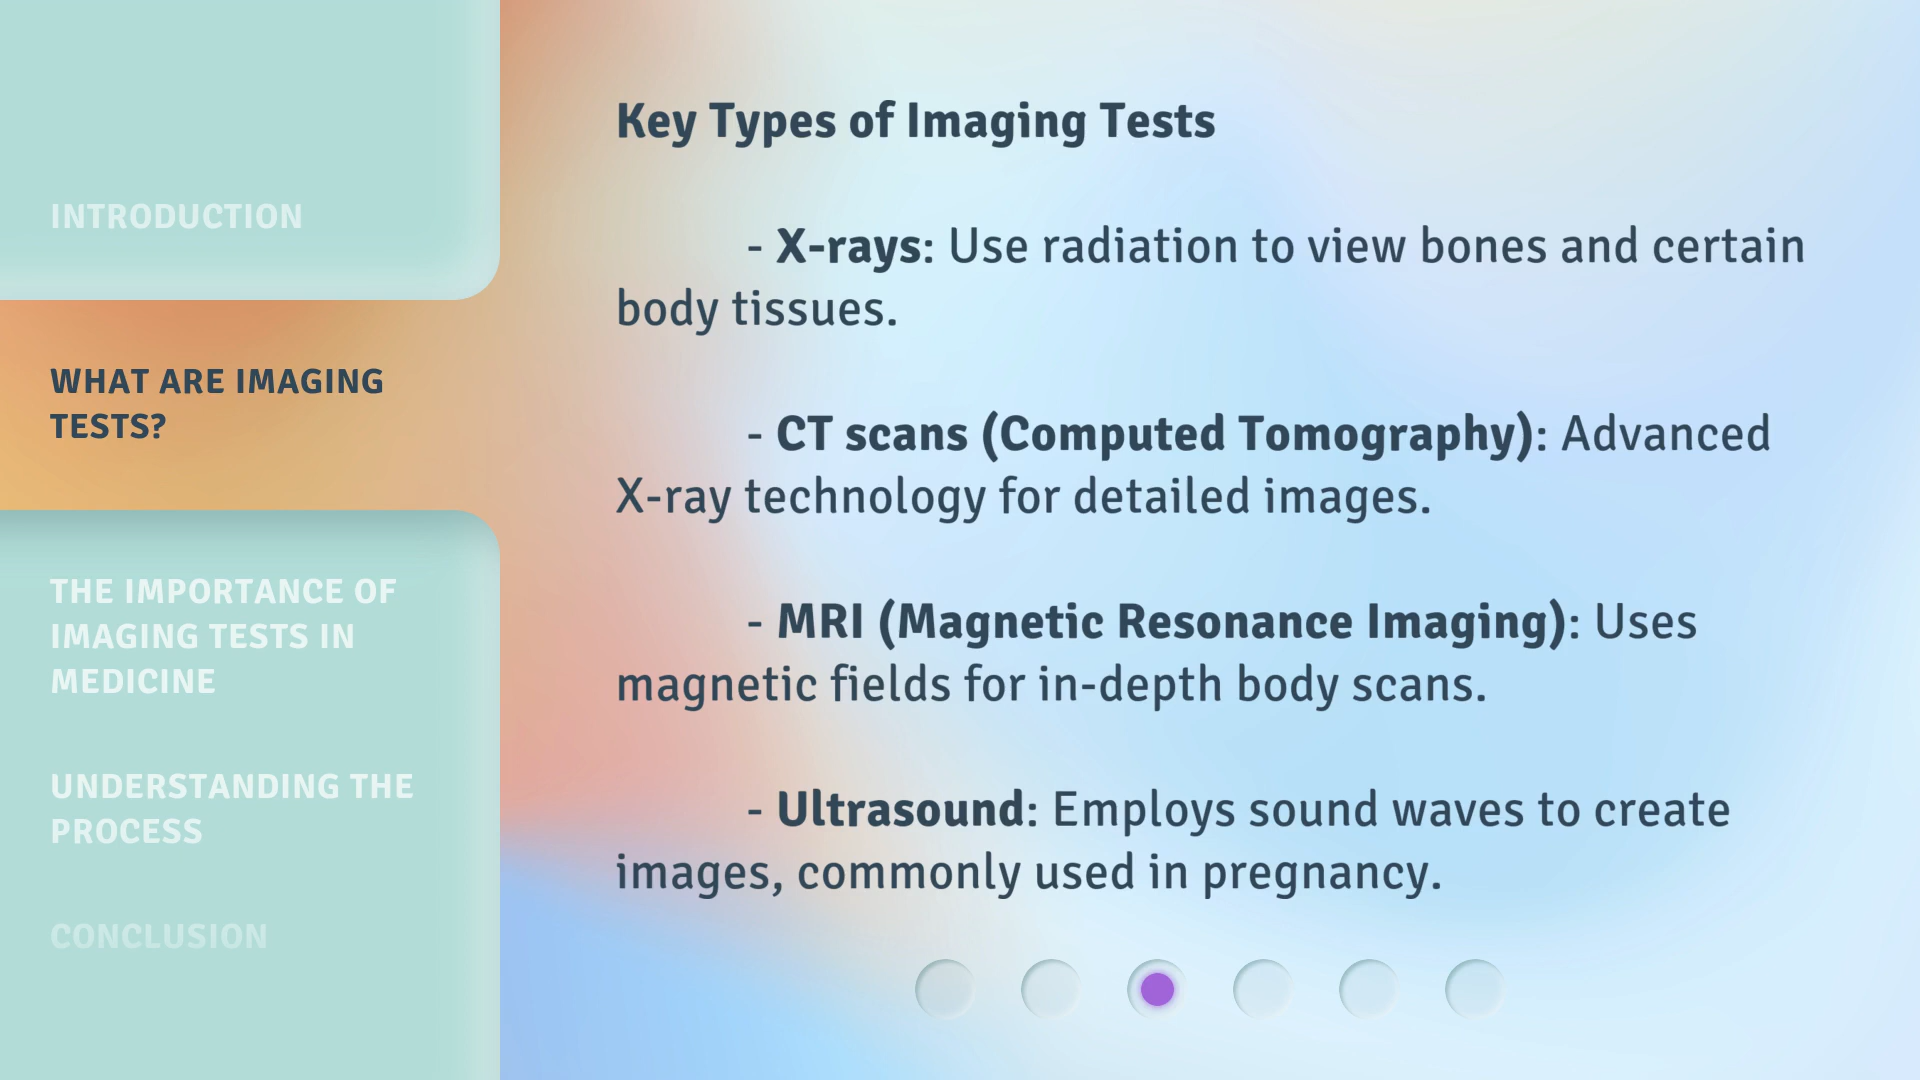 INTRODUCTION
WHAT ARE IMAGING
TESTS?
THE IMPORTANCE OF
IMAGING TESTS IN
MEDICINE
UNDERSTANDING THE
PROCESS
CONCLUSION
Key Types of Imaging Tests
- X-rays: Use radiation to view bones and certain
body tissues.
- CT scans (Computed Tomography): Advanced
X-ray technology for detailed images.
- MRI (Magnetic Resonance Imaging): Uses
magnetic fields for in-depth body scans.
- Ultrasound: Employs sound waves to create
images, commonly used in pregnancy.